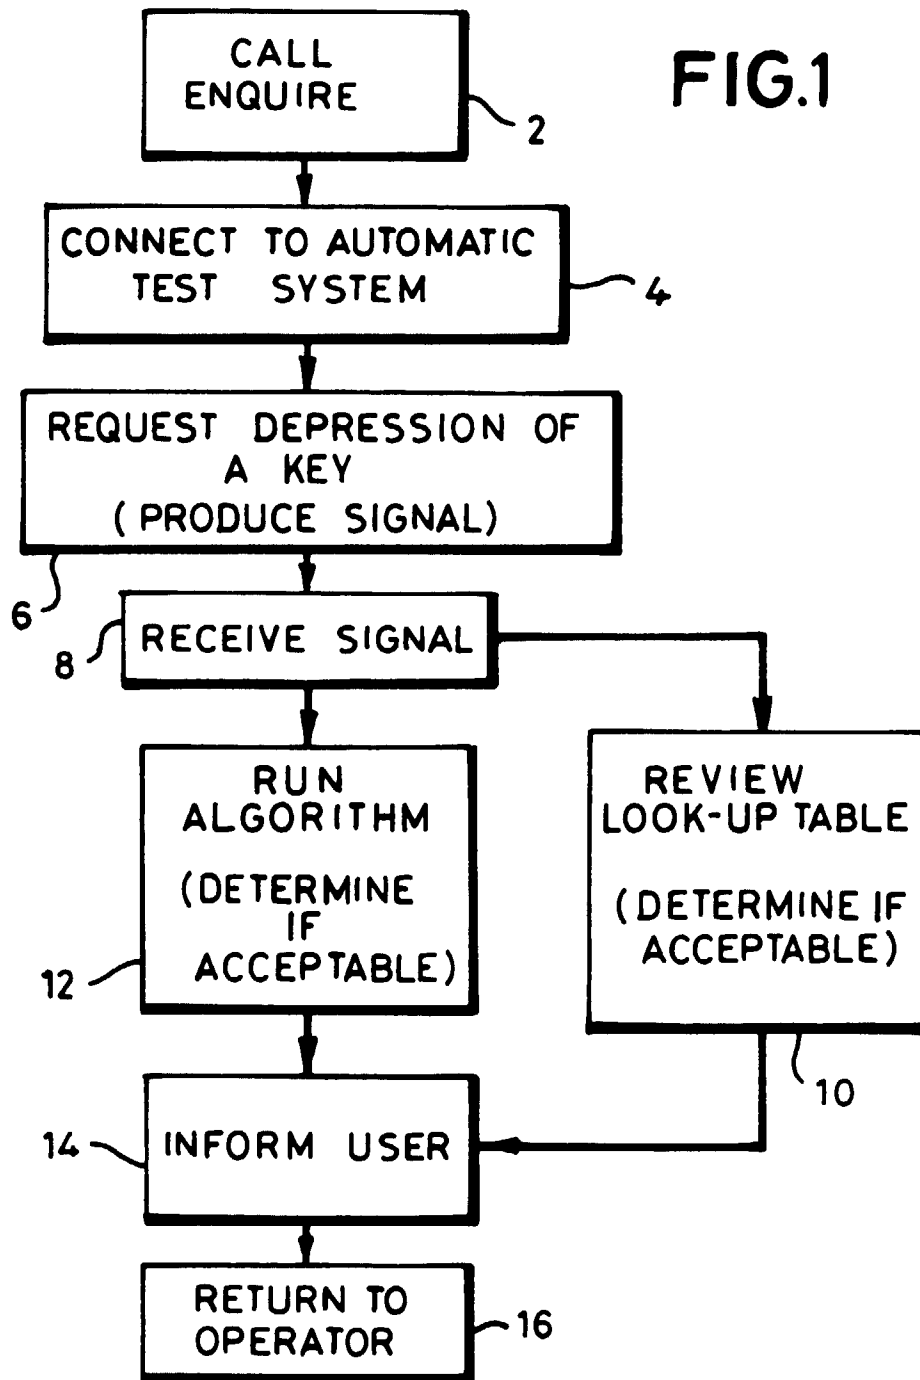 FIG.1
CALL
ENQUIRE
2
CONNECT TO AUTOMATIC
TEST SYSTEM
4
REQUEST DEPRESSION OF
A KEY
(PRODUCE SIGNAL)
6
RECEIVE SIGNAL
8
RUN
ALGORITHM
(DETERMINE
IF
ACCEPTABLE)
12
REVIEW
LOOK-UP TABLE
(DETERMINE IF
ACCEPTABLE)
10
INFORM USER
14
RETURN TO
OPERATOR
16